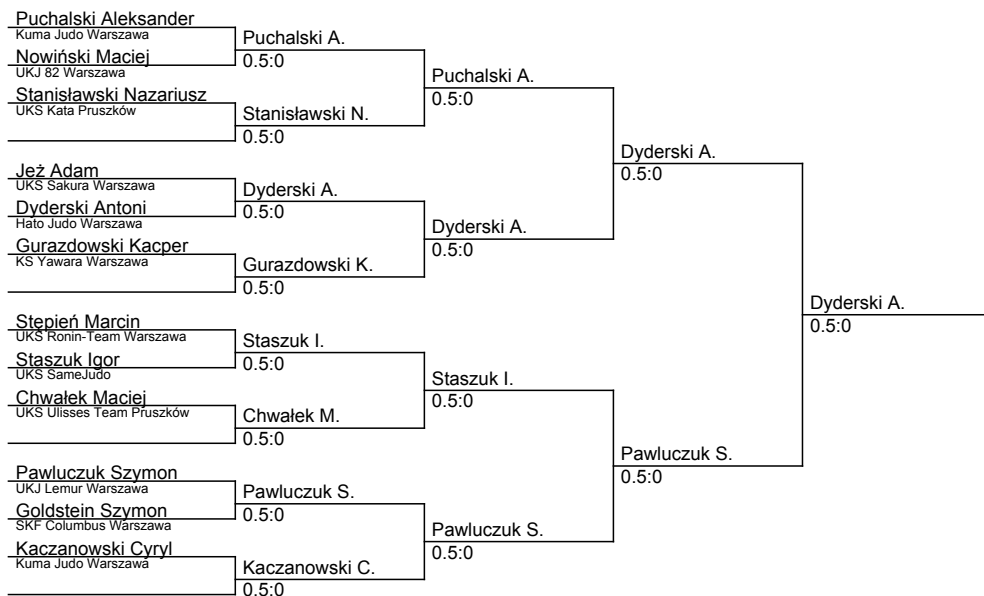 Puchalski Aleksander
Kuma Judo Warszawa
Nowiński Maciej
UKJ 82 Warszawa
Stanisławski Nazariusz
UKS Kata Pruszków
Jeż Adam
UKS Sakura Warszawa
Dyderski Antoni
Hato Judo Warszawa
Gurazdowski Kacper
KS Yawara Warszawa
Stępień Marcin
UKS Ronin-Team Warszawa
Staszuk Igor
UKS SameJudo
Chwałek Maciej
UKS Ulisses Team Pruszków
Pawluczuk Szymon
UKJ Lemur Warszawa
Goldstein Szymon
SKF Columbus Warszawa
Kaczanowski Cyryl
Kuma Judo Warszawa
Puchalski A.
0.5:0
Stanisławski N.
0.5:0
Dyderski A.
0.5:0
Gurazdowski K.
0.5:0
Staszuk I.
0.5:0
Chwałek M.
0.5:0
Pawluczuk S.
0.5:0
Kaczanowski C.
0.5:0
Puchalski A.
0.5:0
Dyderski A.
0.5:0
Staszuk I.
0.5:0
Pawluczuk S.
0.5:0
Dyderski A.
0.5:0
Pawluczuk S.
0.5:0
Dyderski A.
0.5:0